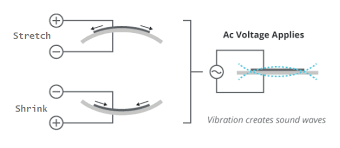 Stretch
Shrink
Ac Voltage Applies
Vibration creates sound waves